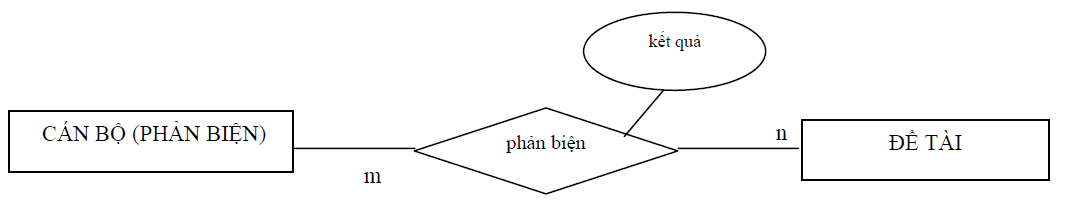 kết quả
CÁN BỘ (PHẢN BIỆN)
phản biện
n
ĐỀ TÀI
m